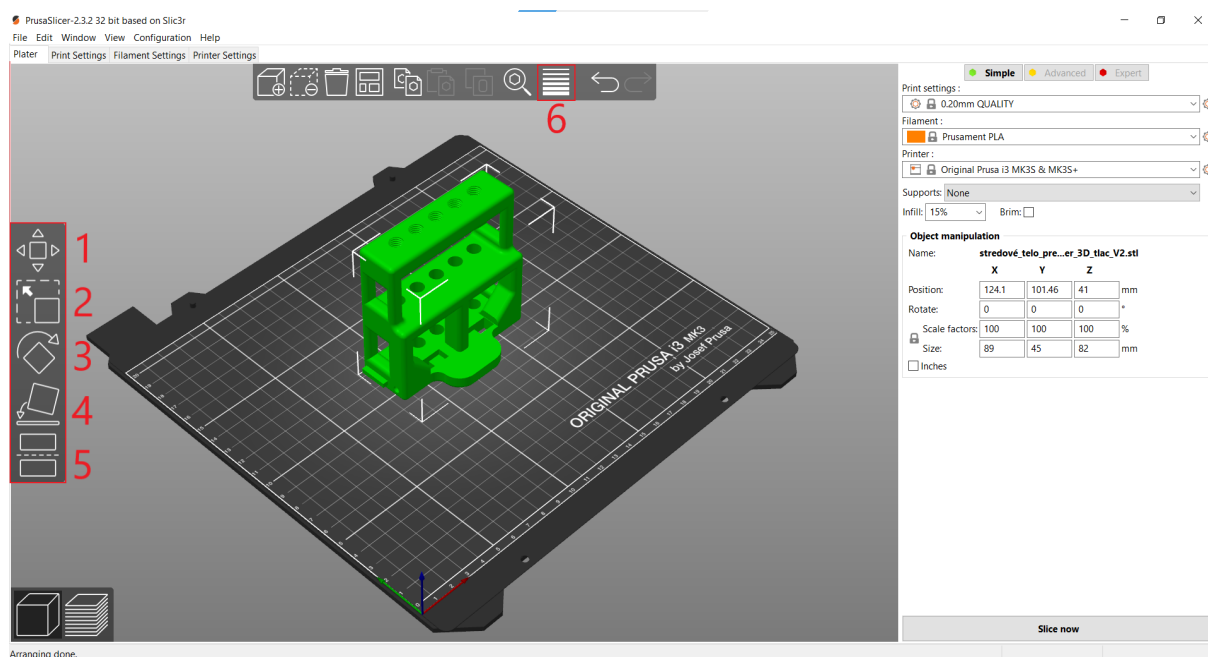 PrusaSlicer-2.3.2 32 bit based on Slic3r
File Edit Window View Configuration Help
Plater Print Settings Filament Settings Printer Settings
Simple Advanced Expert
Print settings :
0.20mm QUALITY
Filament :
Prusament PLA
Printer :
Original Prusa i3 MK3S & MK3S+
Supports: None
Infill: 15% Brim:
Object manipulation
Name: stredové_telo_pre...er_3D_tlac_V2.stl
X Y Z
Position: 124.1 101.46 41 mm
Rotate: 0 0 0 °
Scale factors: 100 100 100 %
Size: 89 45 82 mm
Inches
6
1
2
3
4
5
ORIGINAL PRUSA i3 MK3
by Josef Prusa
Slice now
Arranging done.